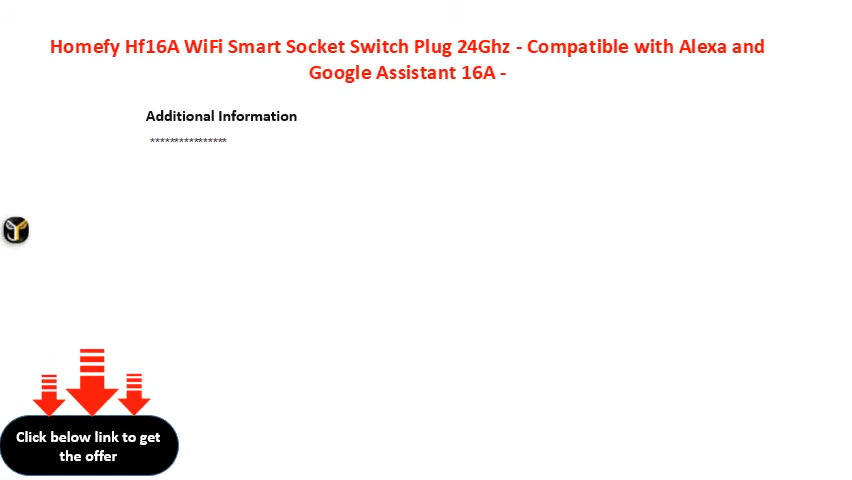 Homefy Hf16A WiFi Smart Socket Switch Plug 24Ghz - Compatible with Alexa and
Google Assistant 16A -
Additional Information
****************
Click below link to get
the offer